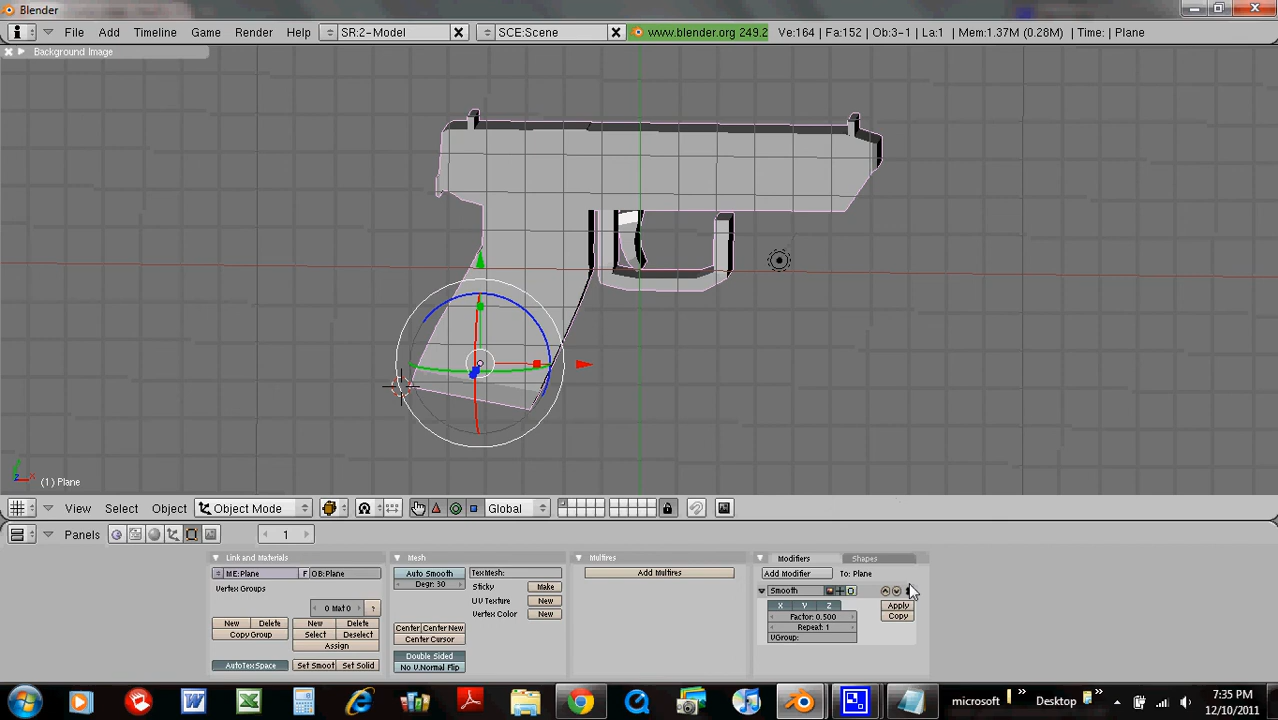 Blender
File Add Timeline Game Render Help SR:2-Model SCE:Scene www.blender.org 249.2 Ve:164 | Fa:152 | Ob:3-1 | La:1 | Mem:1.37M (0.28M) | Time: | Plane
Background Image
(1) Plane
View Select Object Object Mode Global
Panels 1
Link and Materials Mesh Multires Modifiers Shapes
ME:Plane F OB:Plane Auto Smooth TexMesh: Add Multires Add Modifier To: Plane
Degr: 30
Vertex Groups Sticky Make Smooth
UV Texture New X Y Z Apply
0 Mat 0 ? Vertex Color New Factor: 0.500 Copy
New Delete New Delete Center Center New Repeat: 1
Copy Group Select Deselect Center Cursor VGroup:
Assign
Double Sided
AutoTexSpace Set Smoot Set Solid No V.Normal Flip
microsoft Desktop 7:35 PM
12/10/2011